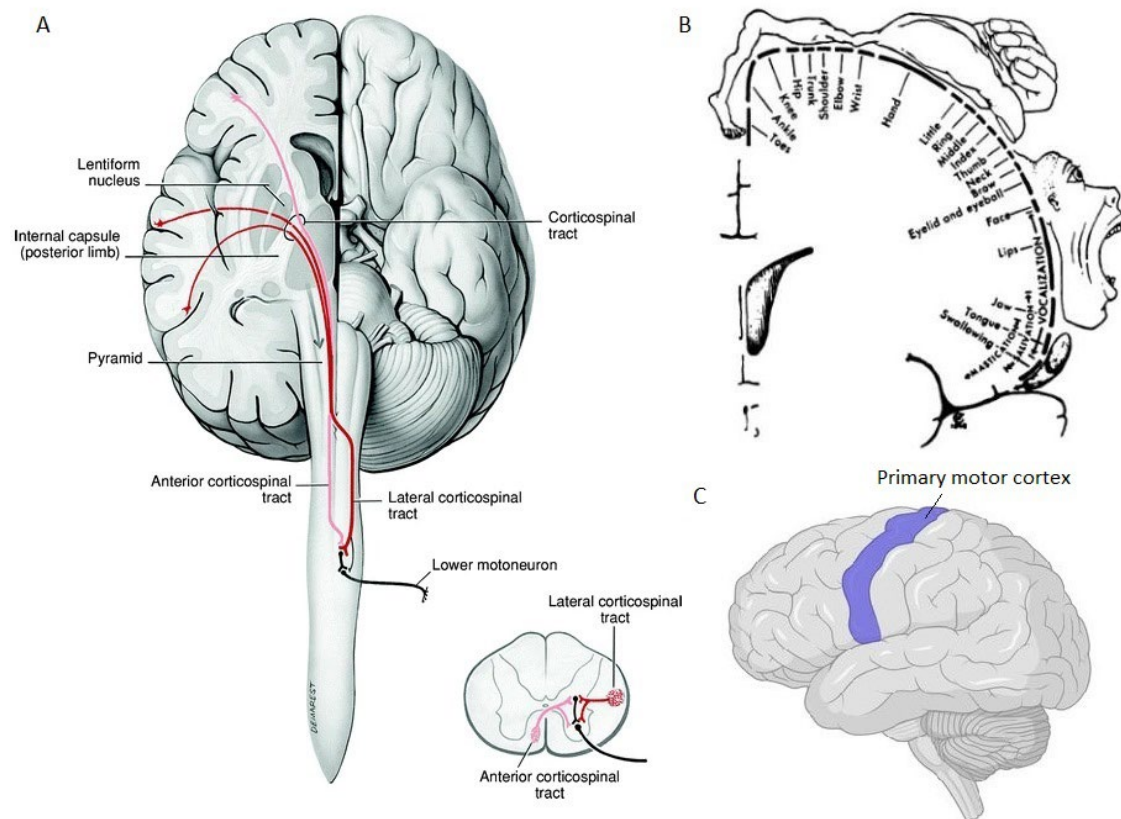 A
Lentiform
nucleus
Internal capsule
(posterior limb)
Corticospinal
tract
Pyramid
Anterior corticospinal
tract
Lateral corticospinal
tract
Lower motoneuron
DEMAREST
Lateral corticospinal
tract
Anterior corticospinal
tract
B
Toes
Ankle
Knee
Hip
Trunk
Shoulder
Elbow
Wrist
Hand
Little
Ring
Middle
Index
Thumb
Neck
Brow
Eyelid and eyeball
Face
Lips
VOCALIZATION
Jaw
Tongue
Swallowing
MASTICATION
SALIVATION
C
Primary motor cortex